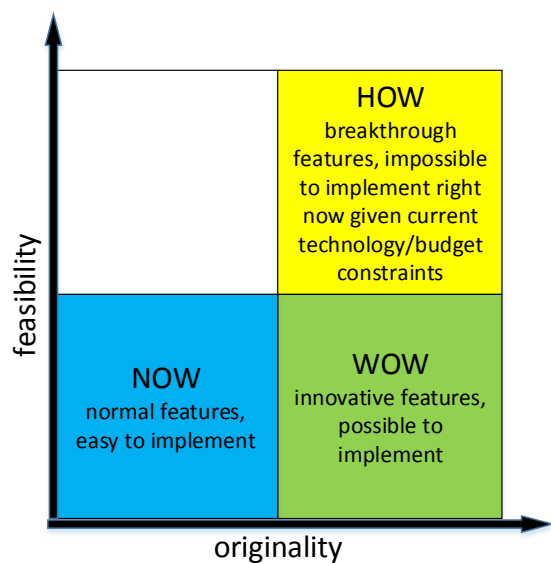 HOW
breakthrough
features, impossible
to implement right
now given current
technology/budget
constraints
feasibility
NOW
normal features,
easy to implement
WOW
innovative features,
possible to
implement
originality